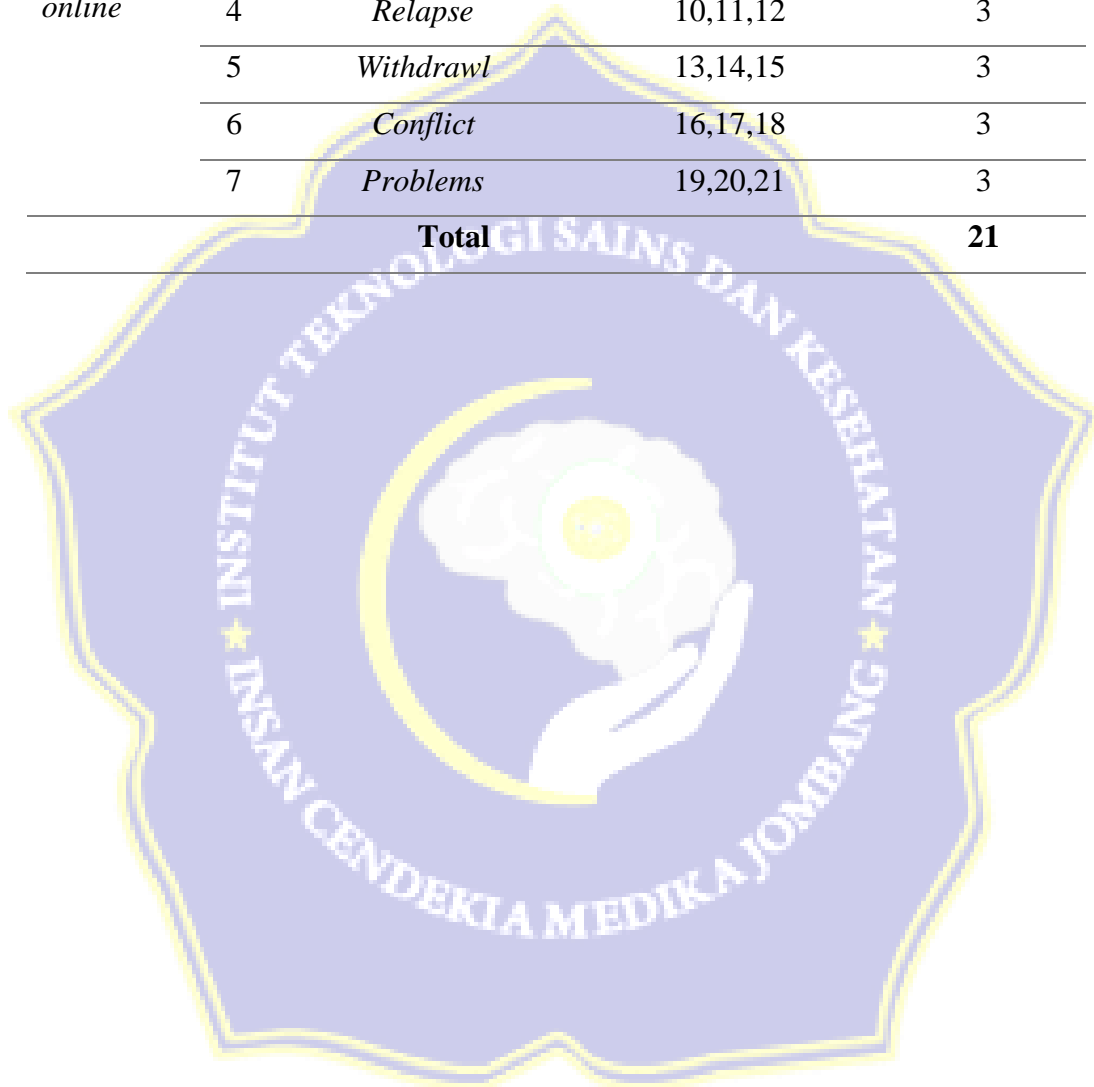 online 4 Relapse 10,11,12 3
5 Withdrawl 13,14,15 3
6 Conflict 16,17,18 3
7 Problems 19,20,21 3
Total 21
INSTITUT TEKNOLOGI SAINS DAN KESEHATAN
INSAN CENDEKIA MEDIKA JOMBANG